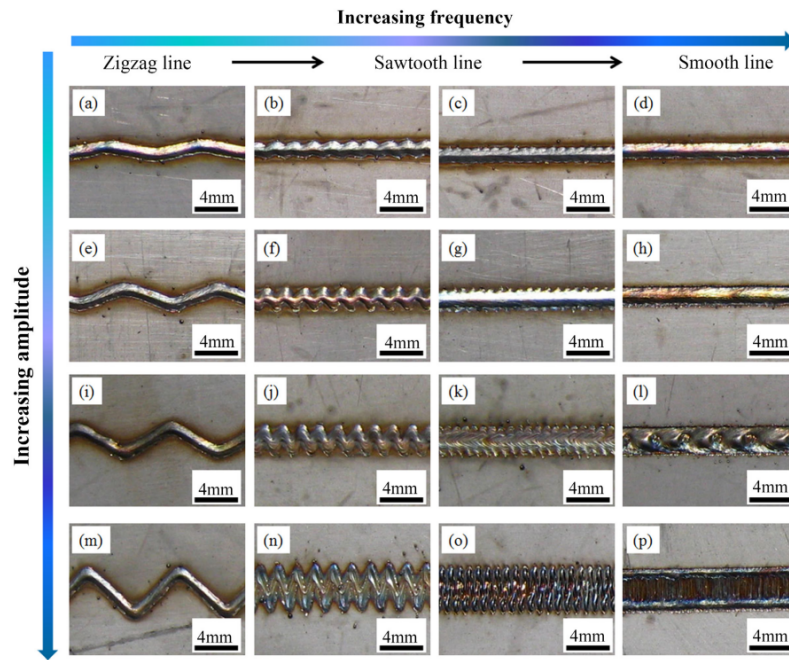 Increasing frequency
Zigzag line Sawtooth line Smooth line
Increasing amplitude
(a) (b) (c) (d)
4mm 4mm 4mm 4mm
(e) (f) (g) (h)
4mm 4mm 4mm 4mm
(i) (j) (k) (l)
4mm 4mm 4mm 4mm
(m) (n) (o) (p)
4mm 4mm 4mm 4mm